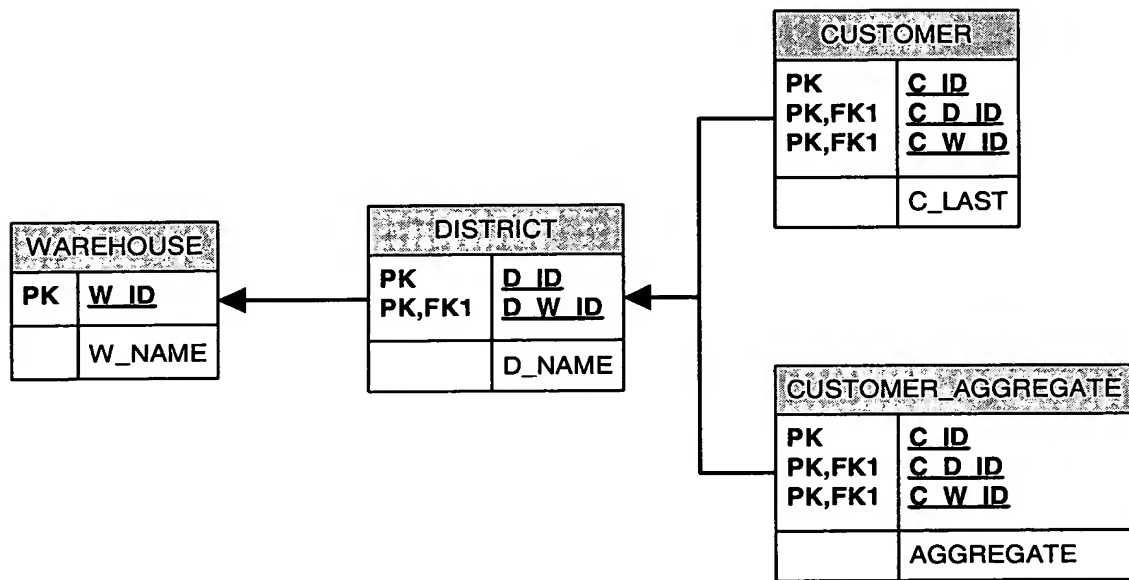 CUSTOMER
PK C_ID
PK,FK1 C_D_ID
PK,FK1 C_W_ID
C_LAST
WAREHOUSE
PK W_ID
W_NAME
DISTRICT
PK D_ID
PK,FK1 D_W_ID
D_NAME
CUSTOMER_AGGREGATE
PK C_ID
PK,FK1 C_D_ID
PK,FK1 C_W_ID
AGGREGATE